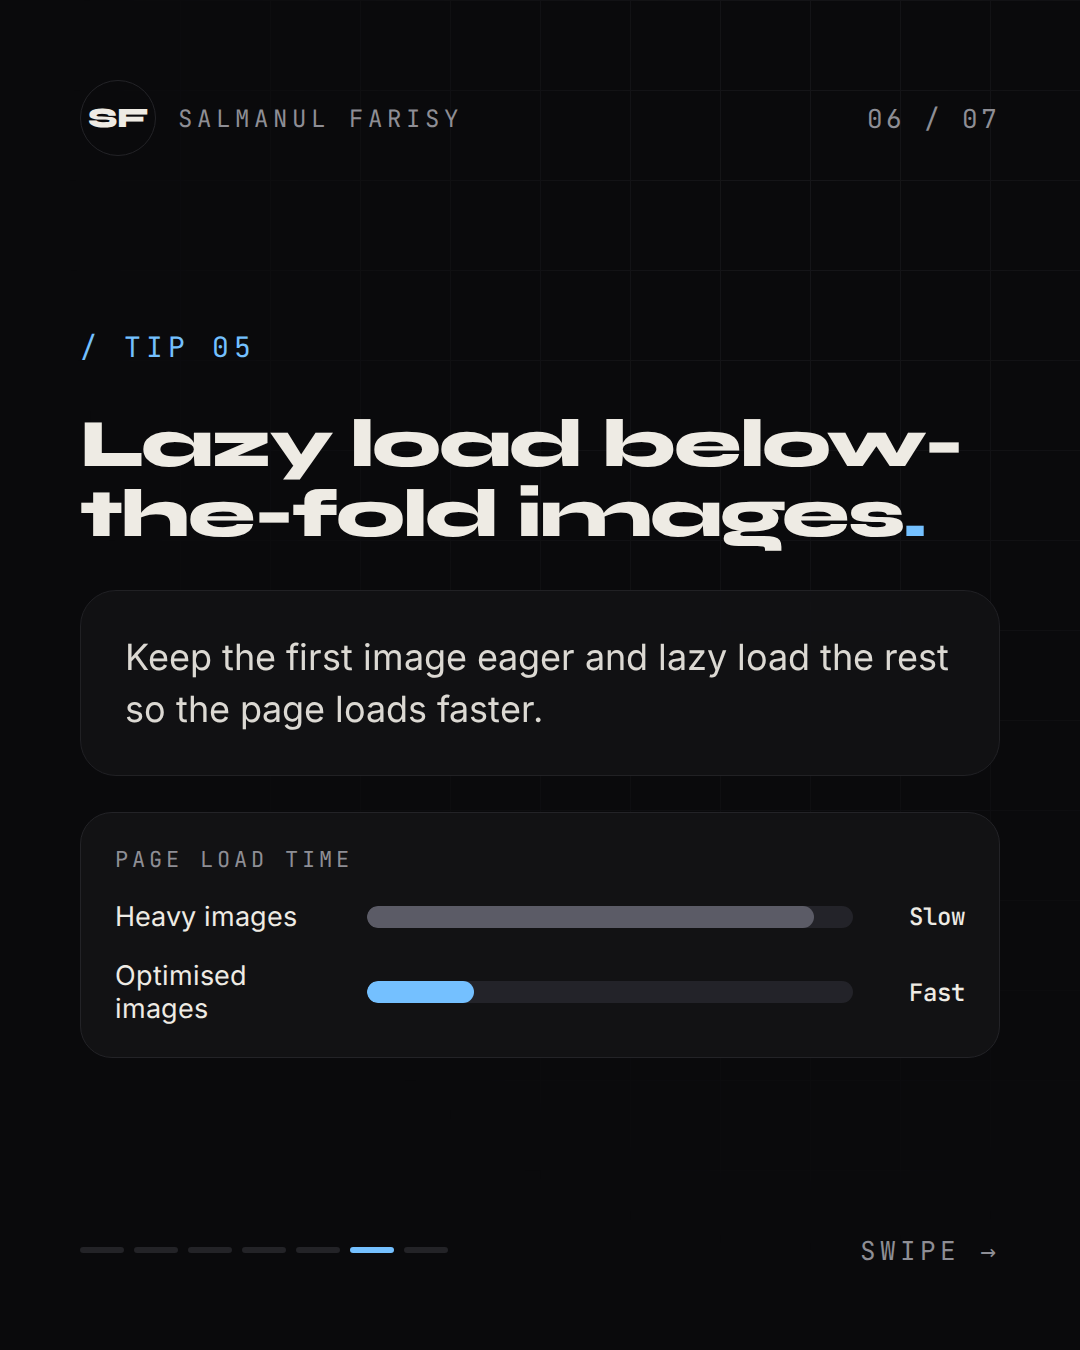 SF SALMANUL FARISY 06 / 07
/ TIP 05
Lazy load below-
the-fold images.
Keep the first image eager and lazy load the rest
so the page loads faster.
PAGE LOAD TIME
Heavy images Slow
Optimised
images Fast
SWIPE →